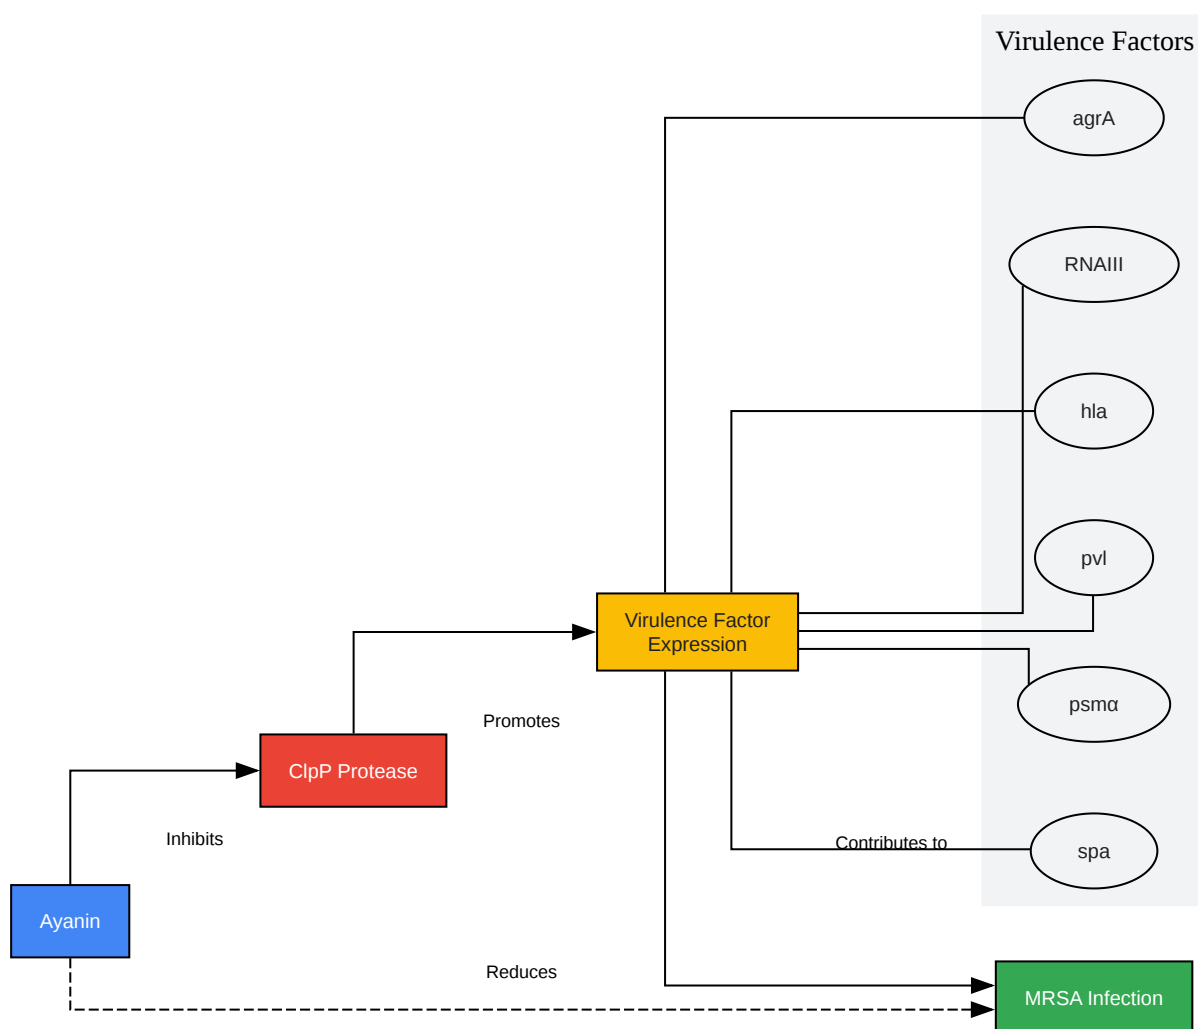 Virulence Factors
agrA
RNAIII
hla
pvl
Virulence Factor
Expression
psmα
Promotes
ClpP Protease
Inhibits
Contributes to
spa
Ayanin
Reduces
MRSA Infection